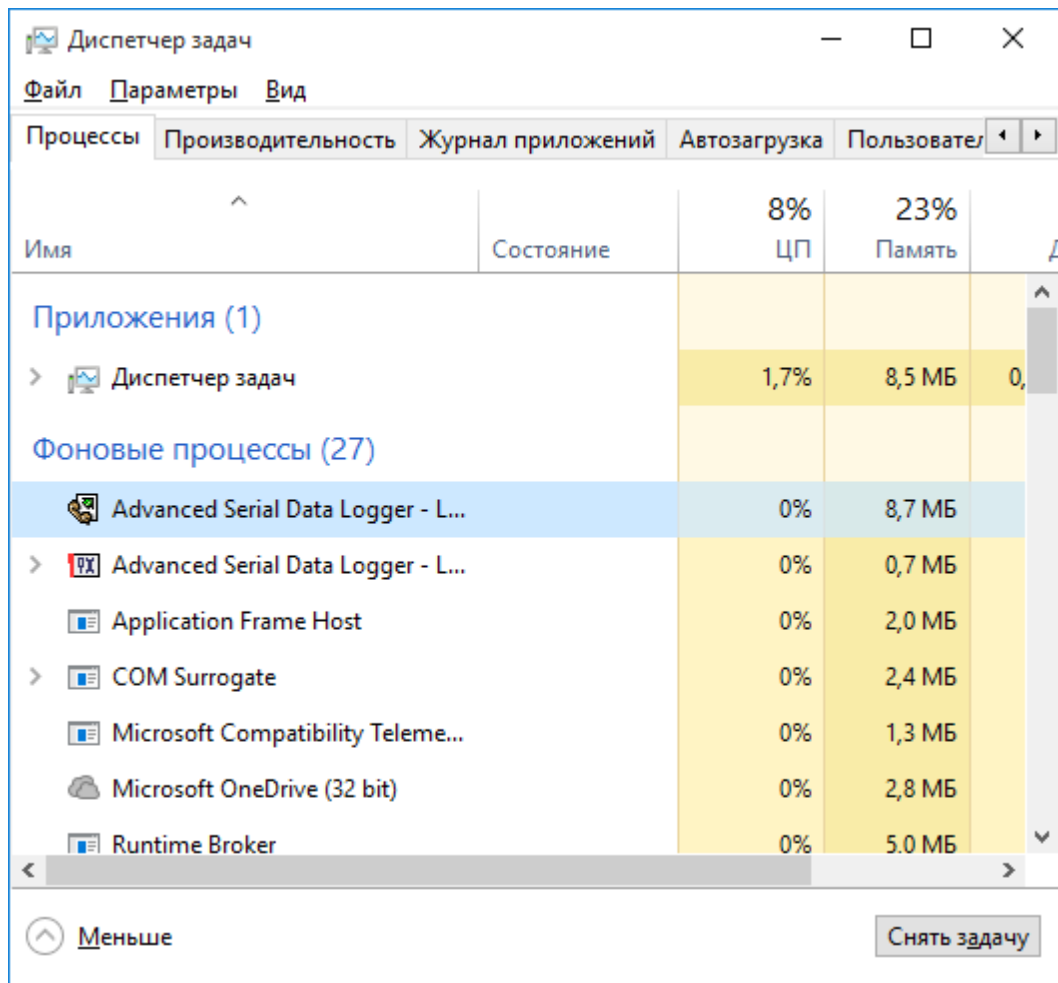 Диспетчер задач
Файл Параметры Вид
Процессы Производительность Журнал приложений Автозагрузка Пользовател
8% 23%
Имя Состояние ЦП Память Д
Приложения (1)
Диспетчер задач 1,7% 8,5 МБ 0,
Фоновые процессы (27)
Advanced Serial Data Logger - L... 0% 8,7 МБ
Advanced Serial Data Logger - L... 0% 0,7 МБ
Application Frame Host 0% 2,0 МБ
COM Surrogate 0% 2,4 МБ
Microsoft Compatibility Teleme... 0% 1,3 МБ
Microsoft OneDrive (32 bit) 0% 2,8 МБ
Runtime Broker 0% 5,0 МБ
Меньше Снять задачу